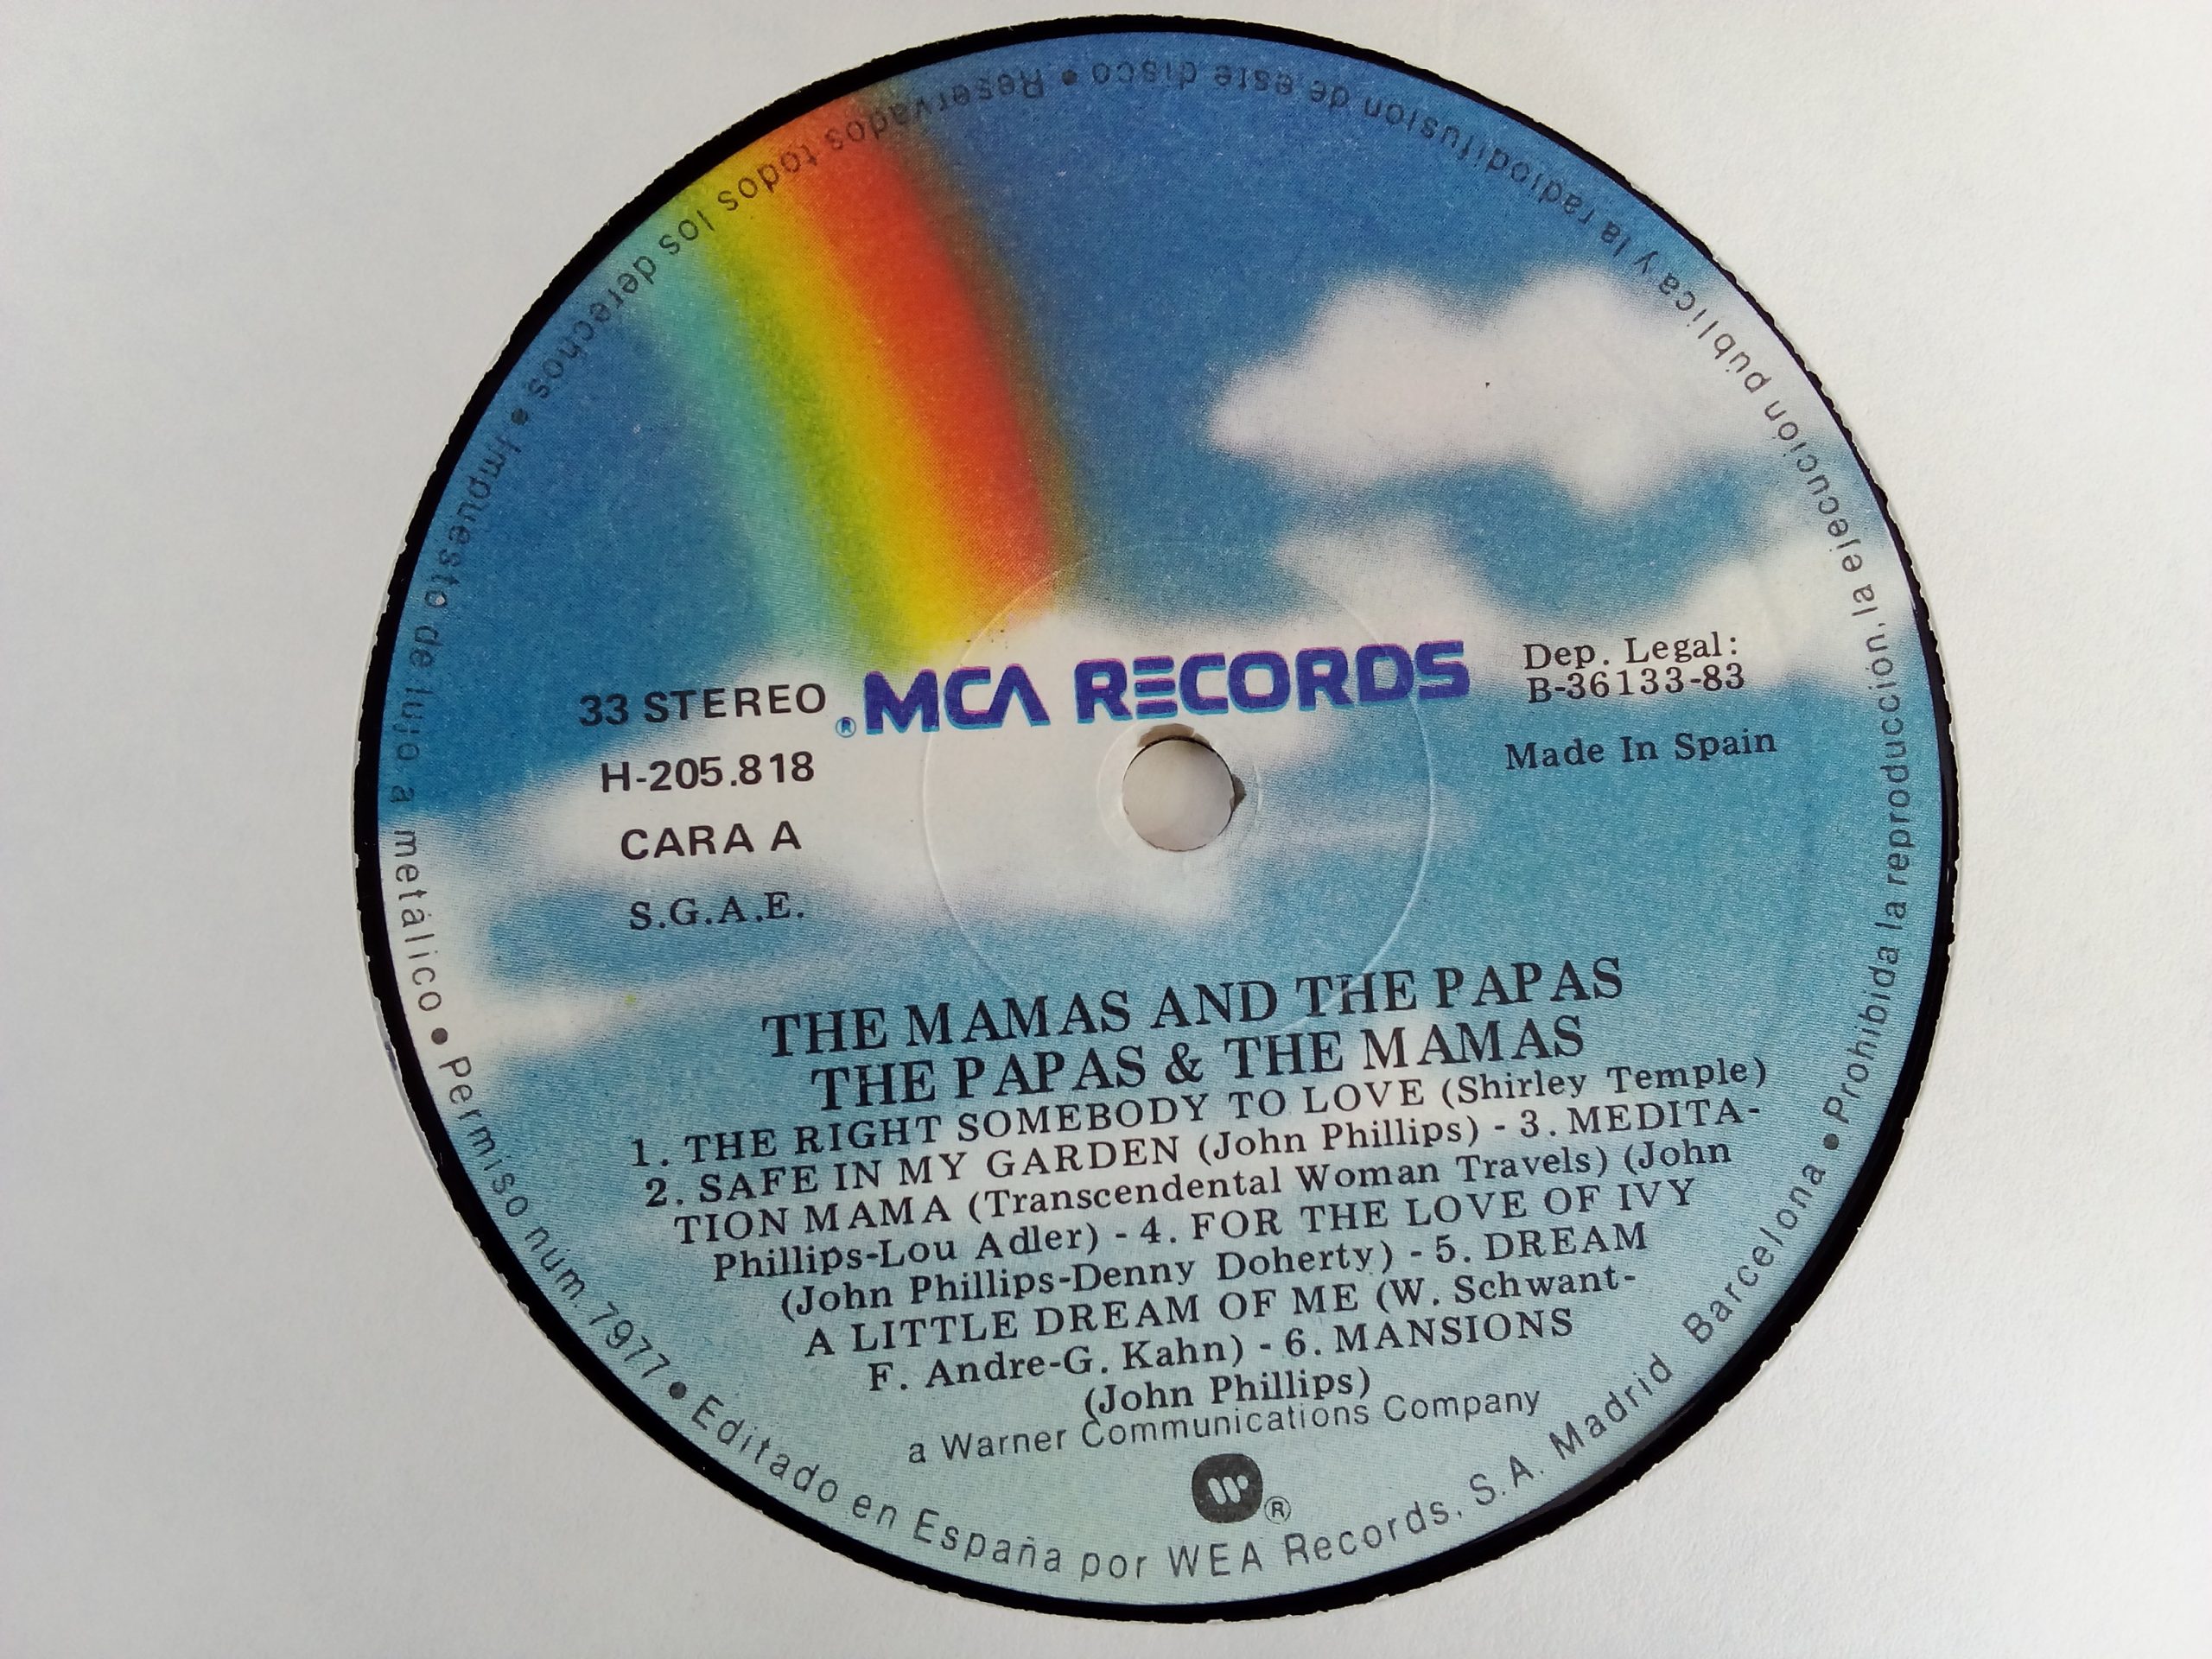 33 STEREO
® MCA RECORDS
Dep. Legal:
B-36133-83
H-205.818
Made In Spain
CARA A
S.G.A.E.
THE MAMAS AND THE PAPAS
THE PAPAS & THE MAMAS
1. THE RIGHT SOMEBODY TO LOVE (Shirley Temple)
2. SAFE IN MY GARDEN (John Phillips) - 3. MEDITA-
TION MAMA (Transcendental Woman Travels) (John
Phillips-Lou Adler) - 4. FOR THE LOVE OF IVY
(John Phillips-Denny Doherty) - 5. DREAM
A LITTLE DREAM OF ME (W. Schwant-
F. Andre-G. Kahn) - 6. MANSIONS
(John Phillips)
a Warner Communications Company
W ®
Reservados todos los derechos • Impuesto de lujo a metálico • Permiso núm. 7977 • Editado en España por WEA Records, S.A. Madrid Barcelona • Prohibida la reproducción, la ejecución pública y la radiodifusión de este disco •